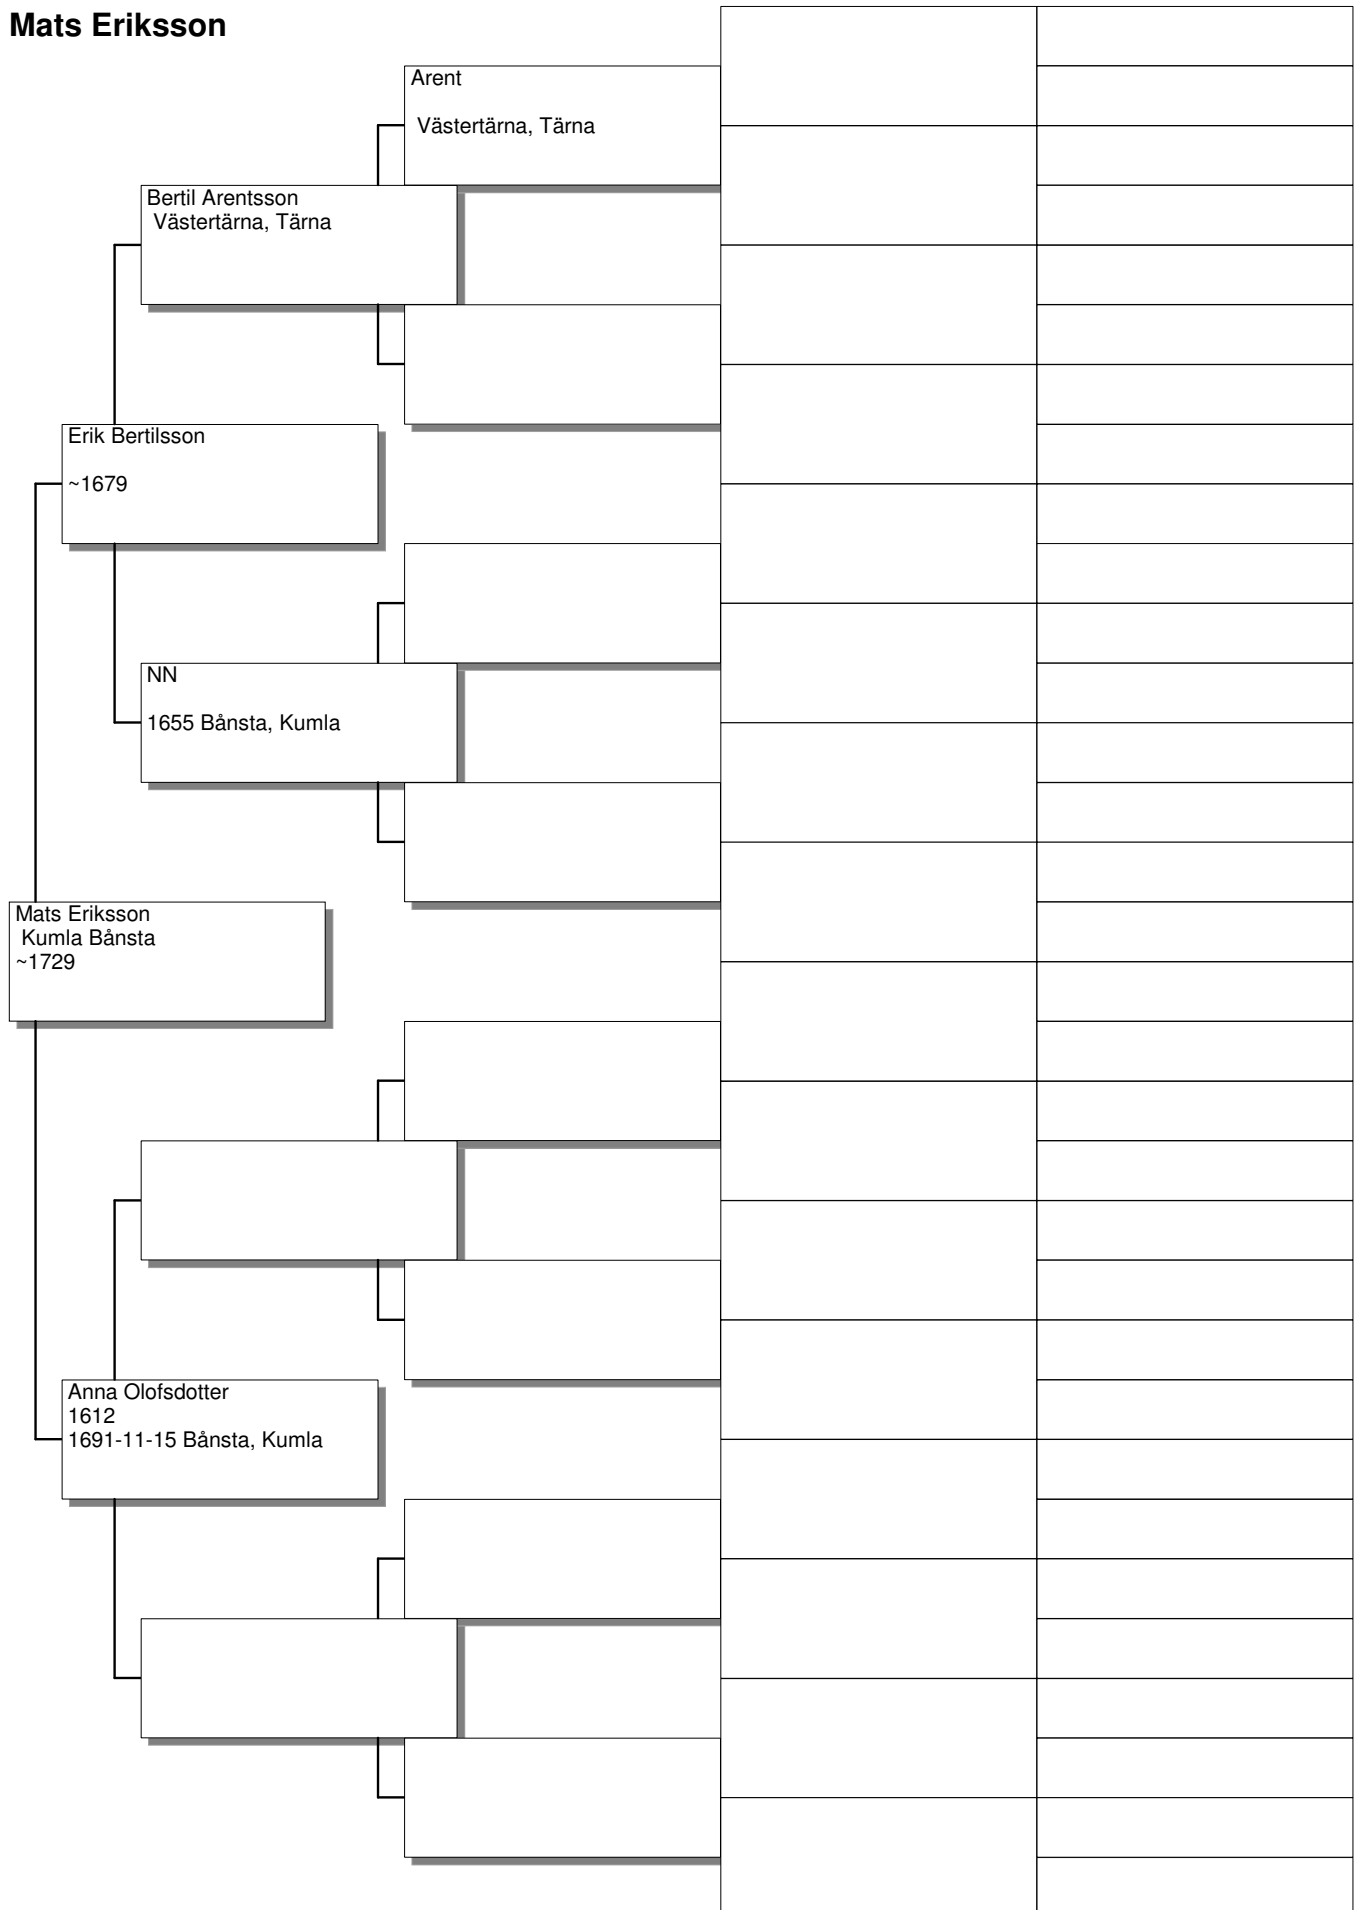 Mats Eriksson
Arent
Västertärna, Tärna
Bertil Arentsson
Västertärna, Tärna
Erik Bertilsson
~1679
NN
1655 Bånsta, Kumla
Mats Eriksson
Kumla Bånsta
~1729
Anna Olofsdotter
1612
1691-11-15 Bånsta, Kumla